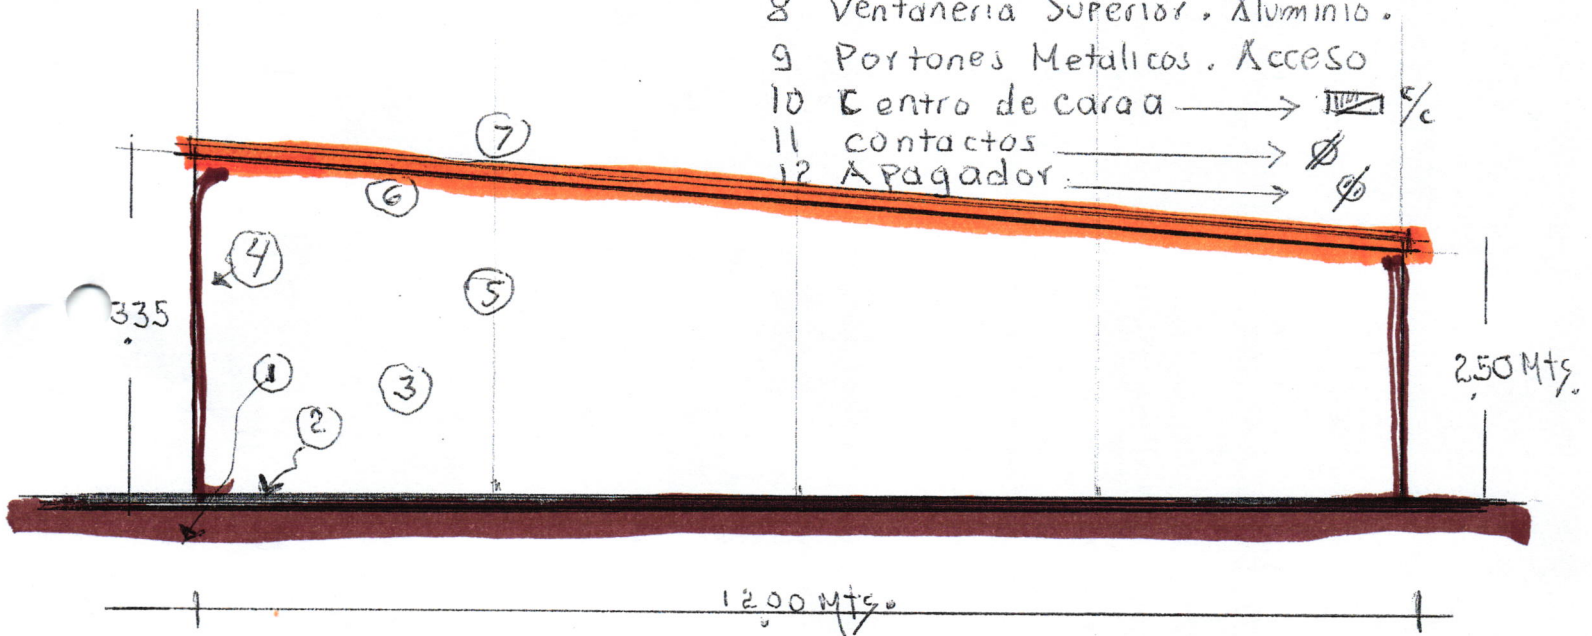 8 Ventaneria Superior. Aluminio.
9 Portones Metalicos. Acceso
10 Centro de caraa c/c
11 contactos
12 Apagador.
7
6
4
5
335
1
3
2
2.50 Mts.
12.00 Mts.